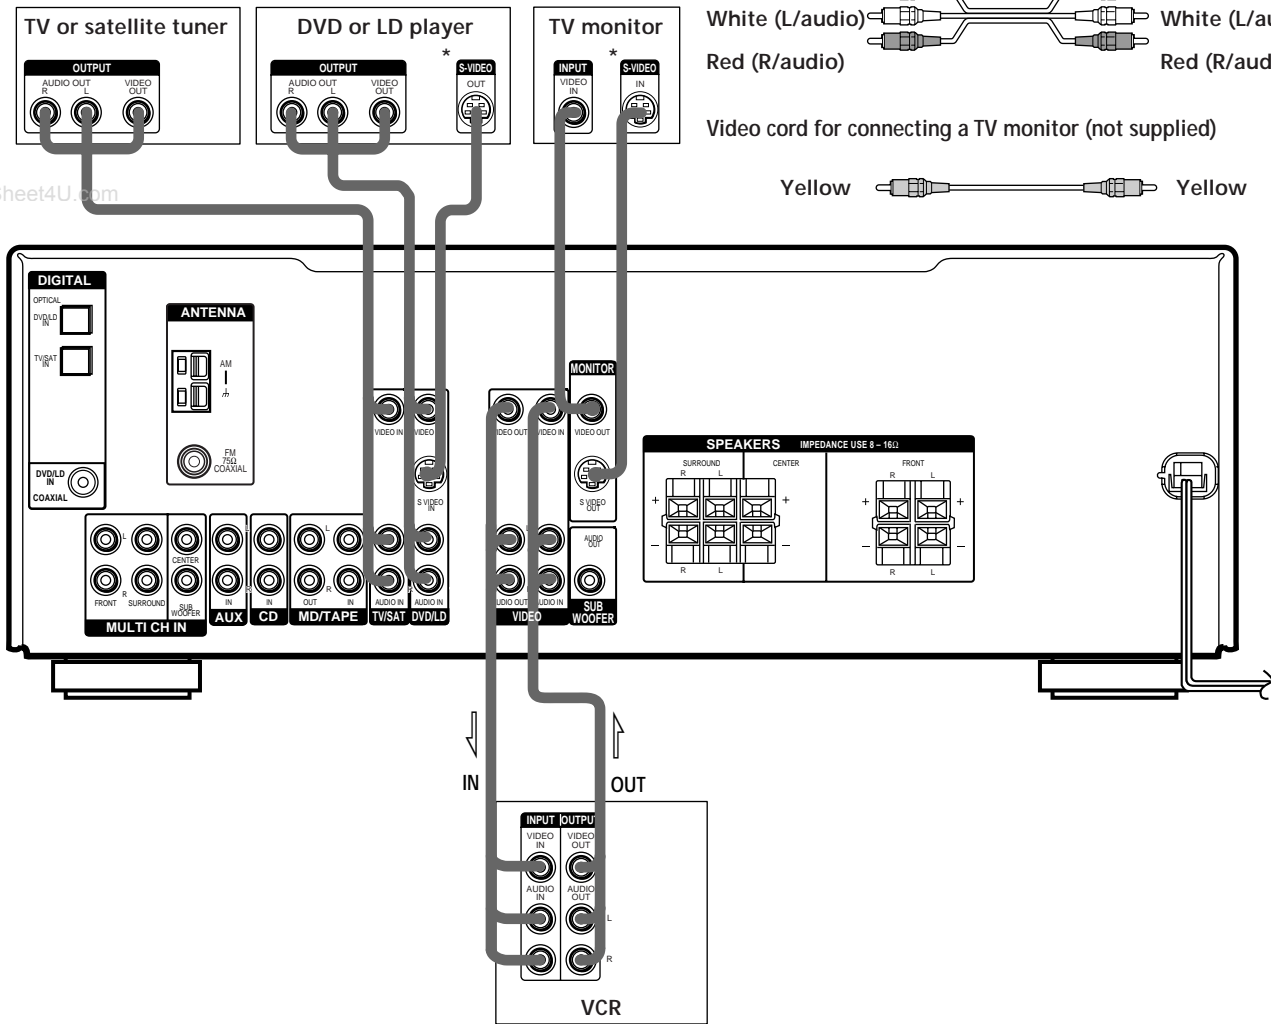 TV or satellite tuner
OUTPUT
AUDIO OUT
R L
VIDEO
OUT
DVD or LD player
*
OUTPUT
AUDIO OUT
R L
VIDEO
OUT
S-VIDEO
OUT
TV monitor
*
INPUT
VIDEO
IN
S-VIDEO
IN
White (L/audio)
White (L/au
Red (R/audio)
Red (R/aud
Video cord for connecting a TV monitor (not supplied)
Yellow
Yellow
heet4U.com
DIGITAL
OPTICAL
DVD/LD
IN
TV/SAT
IN
DVD/LD
IN
COAXIAL
ANTENNA
AM
FM
75Ω
COAXIAL
VIDEO IN
VIDEO
S VIDEO
IN
VIDEO OUT
VIDEO IN
MONITOR
VIDEO OUT
S VIDEO
OUT
SPEAKERS IMPEDANCE USE 8 – 16Ω
SURROUND
R L
CENTER
FRONT
R L
+ + + +
– – – –
R L
R L
L
R
FRONT
SURROUND
CENTER
SUB
WOOFER
MULTI CH IN
IN
AUX
IN
CD
L
R
OUT
IN
MD/TAPE
AUDIO IN
TV/SAT
AUDIO IN
DVD/LD
AUDIO OUT
AUDIO IN
VIDEO
AUDIO
OUT
SUB
WOOFER
IN
OUT
INPUT
OUTPUT
VIDEO
IN
VIDEO
OUT
AUDIO
IN
AUDIO
OUT
L
R
VCR